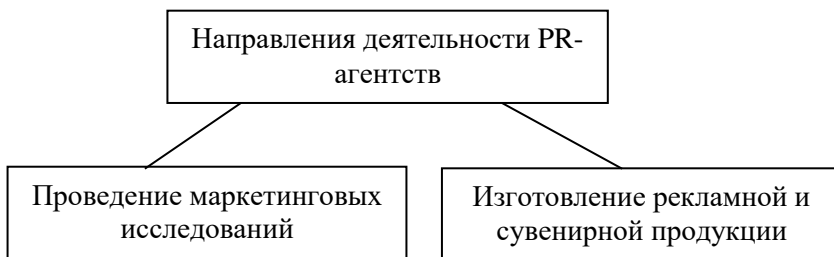 Направления деятельности PR-
агентств
Проведение маркетинговых
исследований
Изготовление рекламной и
сувенирной продукции